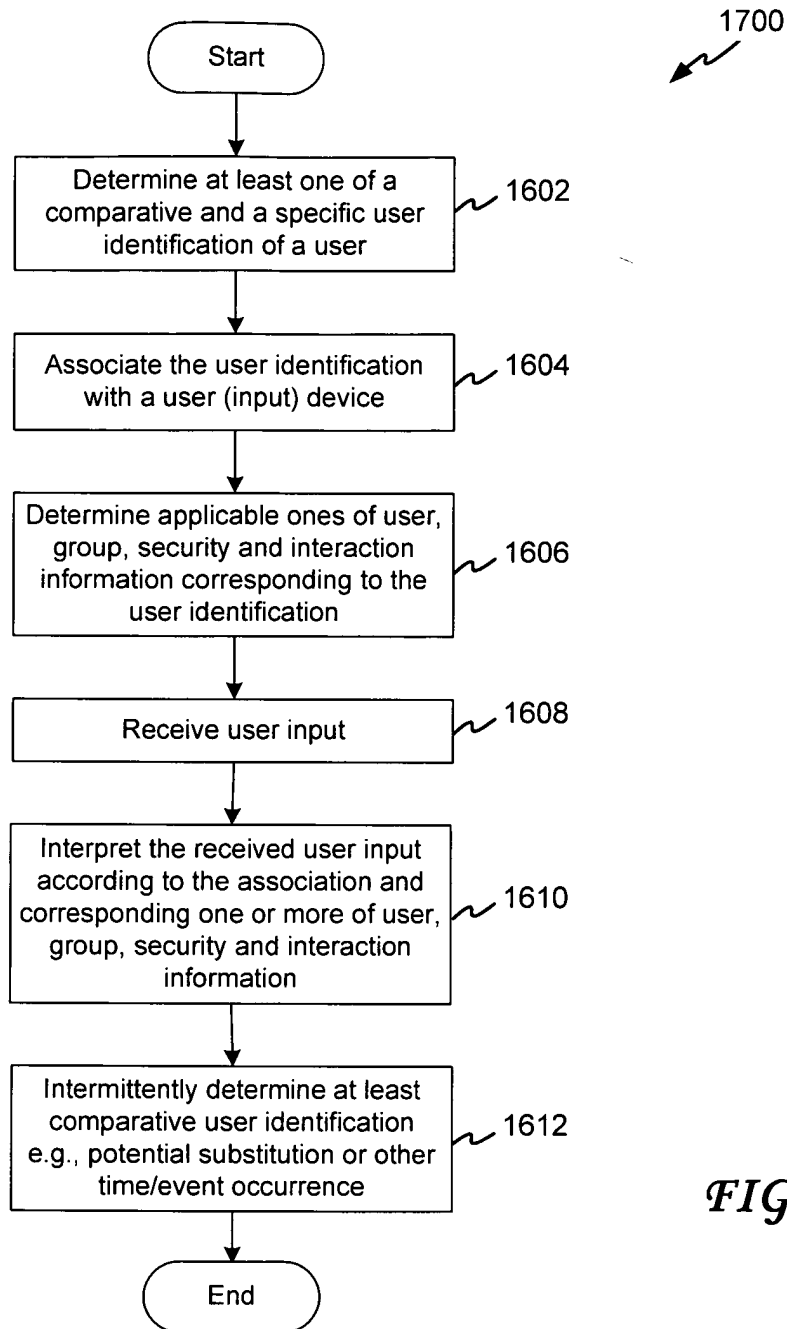 1700
Start
Determine at least one of a
comparative and a specific user
identification of a user
1602
Associate the user identification
with a user (input) device
1604
Determine applicable ones of user,
group, security and interaction
information corresponding to the
user identification
1606
Receive user input
1608
Interpret the received user input
according to the association and
corresponding one or more of user,
group, security and interaction
information
1610
Intermittently determine at least
comparative user identification
e.g., potential substitution or other
time/event occurrence
1612
FIG
End